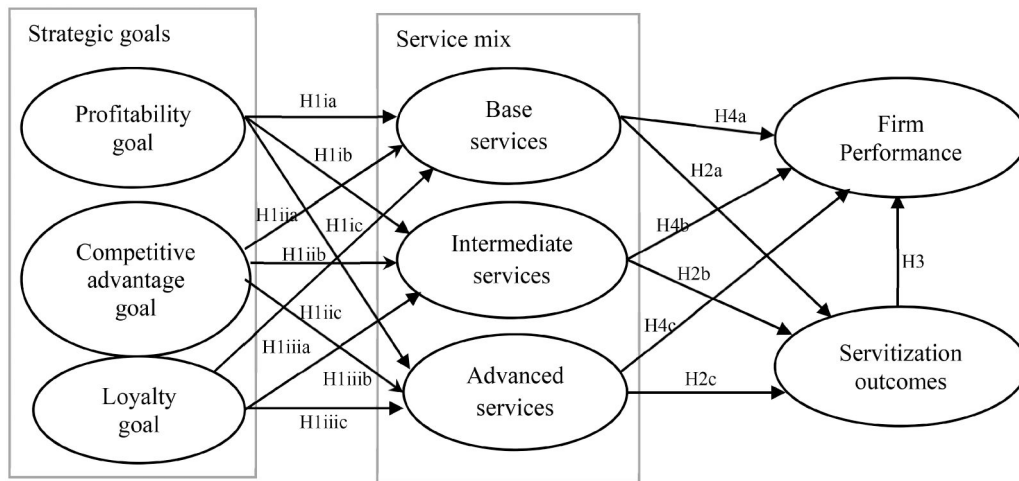 Strategic goals
Service mix
Profitability
goal
Competitive
advantage
goal
Loyalty
goal
H1ia
H1ib
H1iia
H1ic
H1iib
H1iic
H1iiia
H1iiib
H1iiic
Base
services
Intermediate
services
Advanced
services
H4a
H2a
H4b
H2b
H4c
H2c
H3
Firm
Performance
Servitization
outcomes